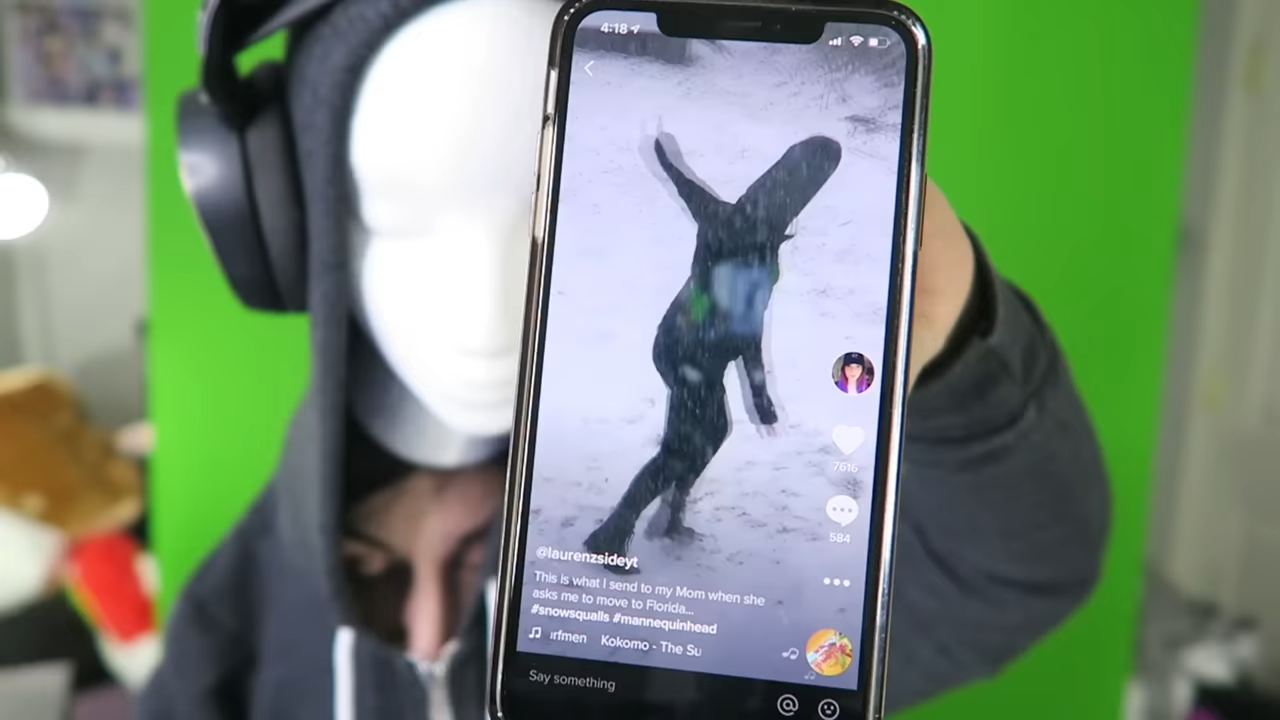 4:18
7616
584
@laurenzsideyt
This is what I send to my Mom when she
asks me to move to Florida...
#snowsqualls #mannequinhead
ırfmen Kokomo - The Su
Say something